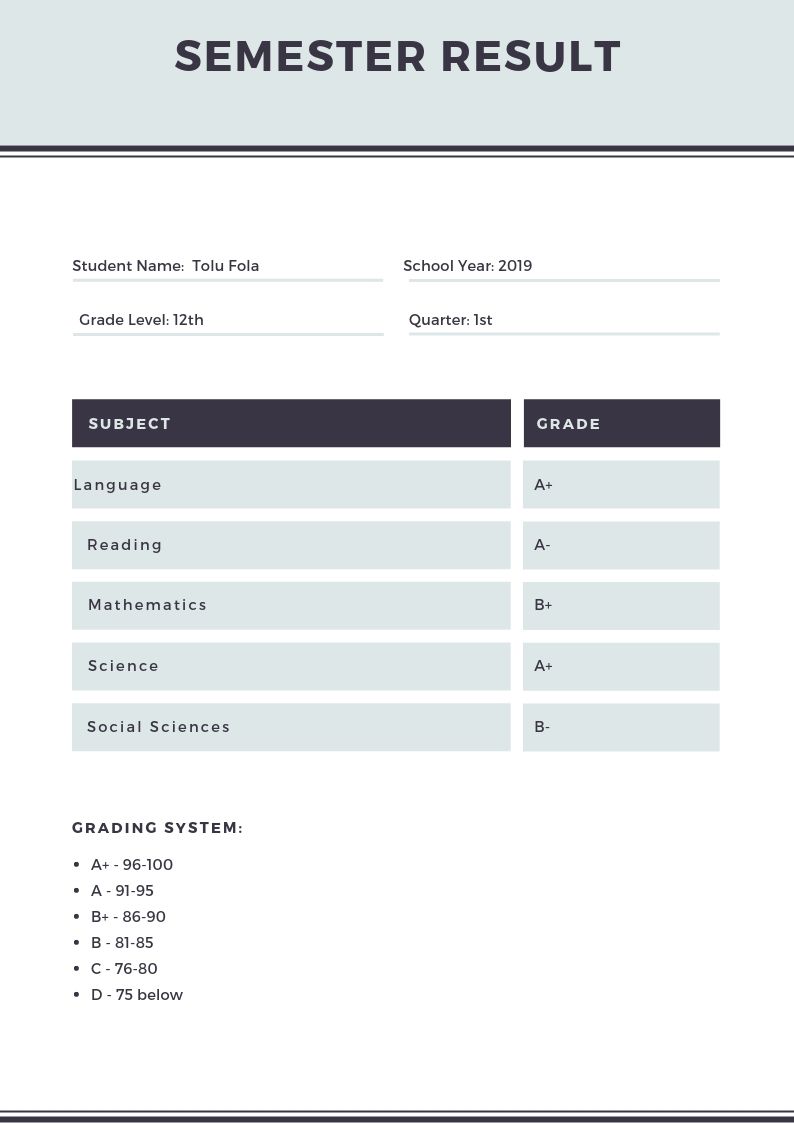 SEMESTER RESULT
Student Name: Tolu Fola School Year: 2019
Grade Level: 12th Quarter: 1st
SUBJECT GRADE
Language A+
Reading A-
Mathematics B+
Science A+
Social Sciences B-
GRADING SYSTEM:
• A+ - 96-100
• A - 91-95
• B+ - 86-90
• B - 81-85
• C - 76-80
• D - 75 below